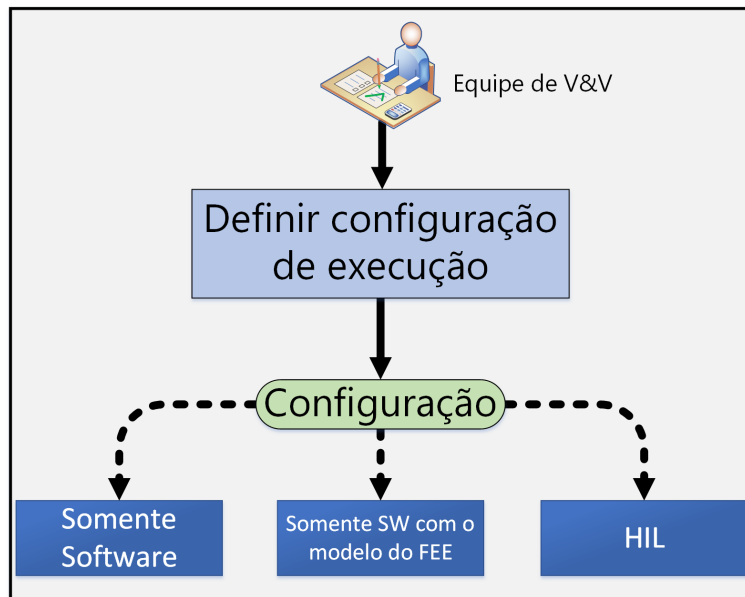 Equipe de V&V
Definir configuração
de execução
Configuração
Somente
Software
Somente SW com o
modelo do FEE
HIL